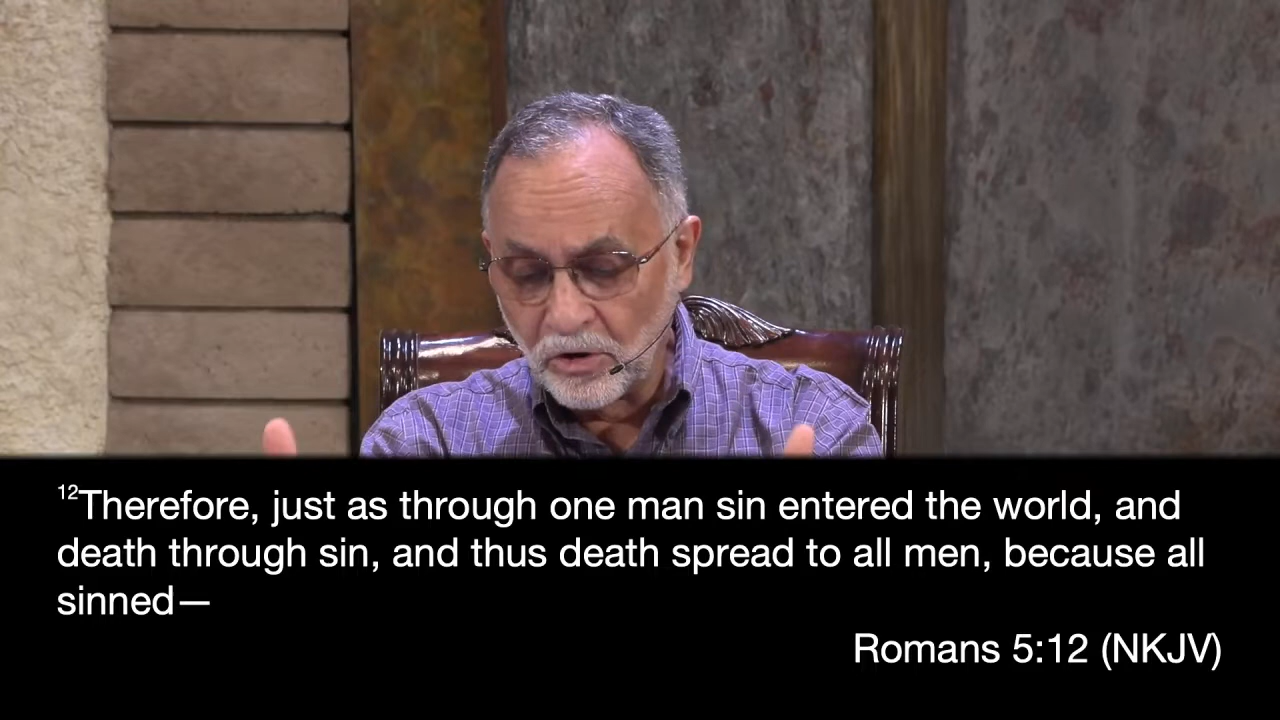 12Therefore, just as through one man sin entered the world, and
death through sin, and thus death spread to all men, because all
sinned—
Romans 5:12 (NKJV)